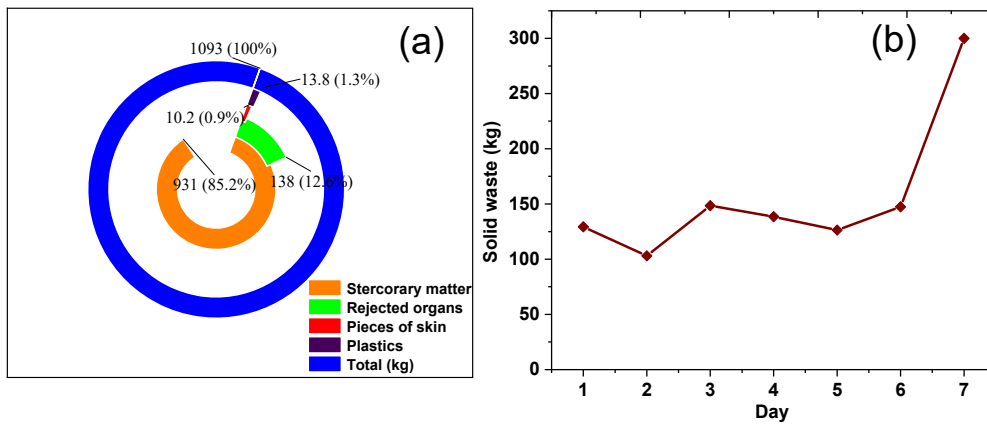 (a)
1093 (100%)
13.8 (1.3%)
10.2 (0.9%)
931 (85.2%)
138 (12.6%)
Stercorary matter
Rejected organs
Pieces of skin
Plastics
Total (kg)
(b)
Solid waste (kg)
300
250
200
150
100
50
0
1 2 3 4 5 6 7
Day